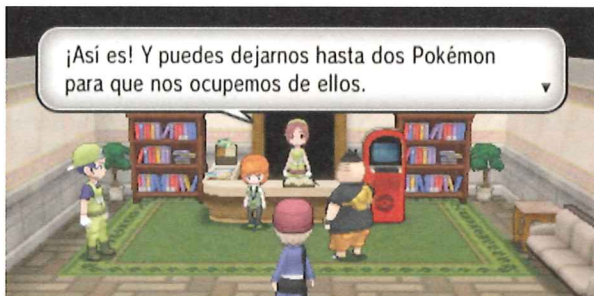 ¡Así es! Y puedes dejarnos hasta dos Pokémon
para que nos ocupemos de ellos.